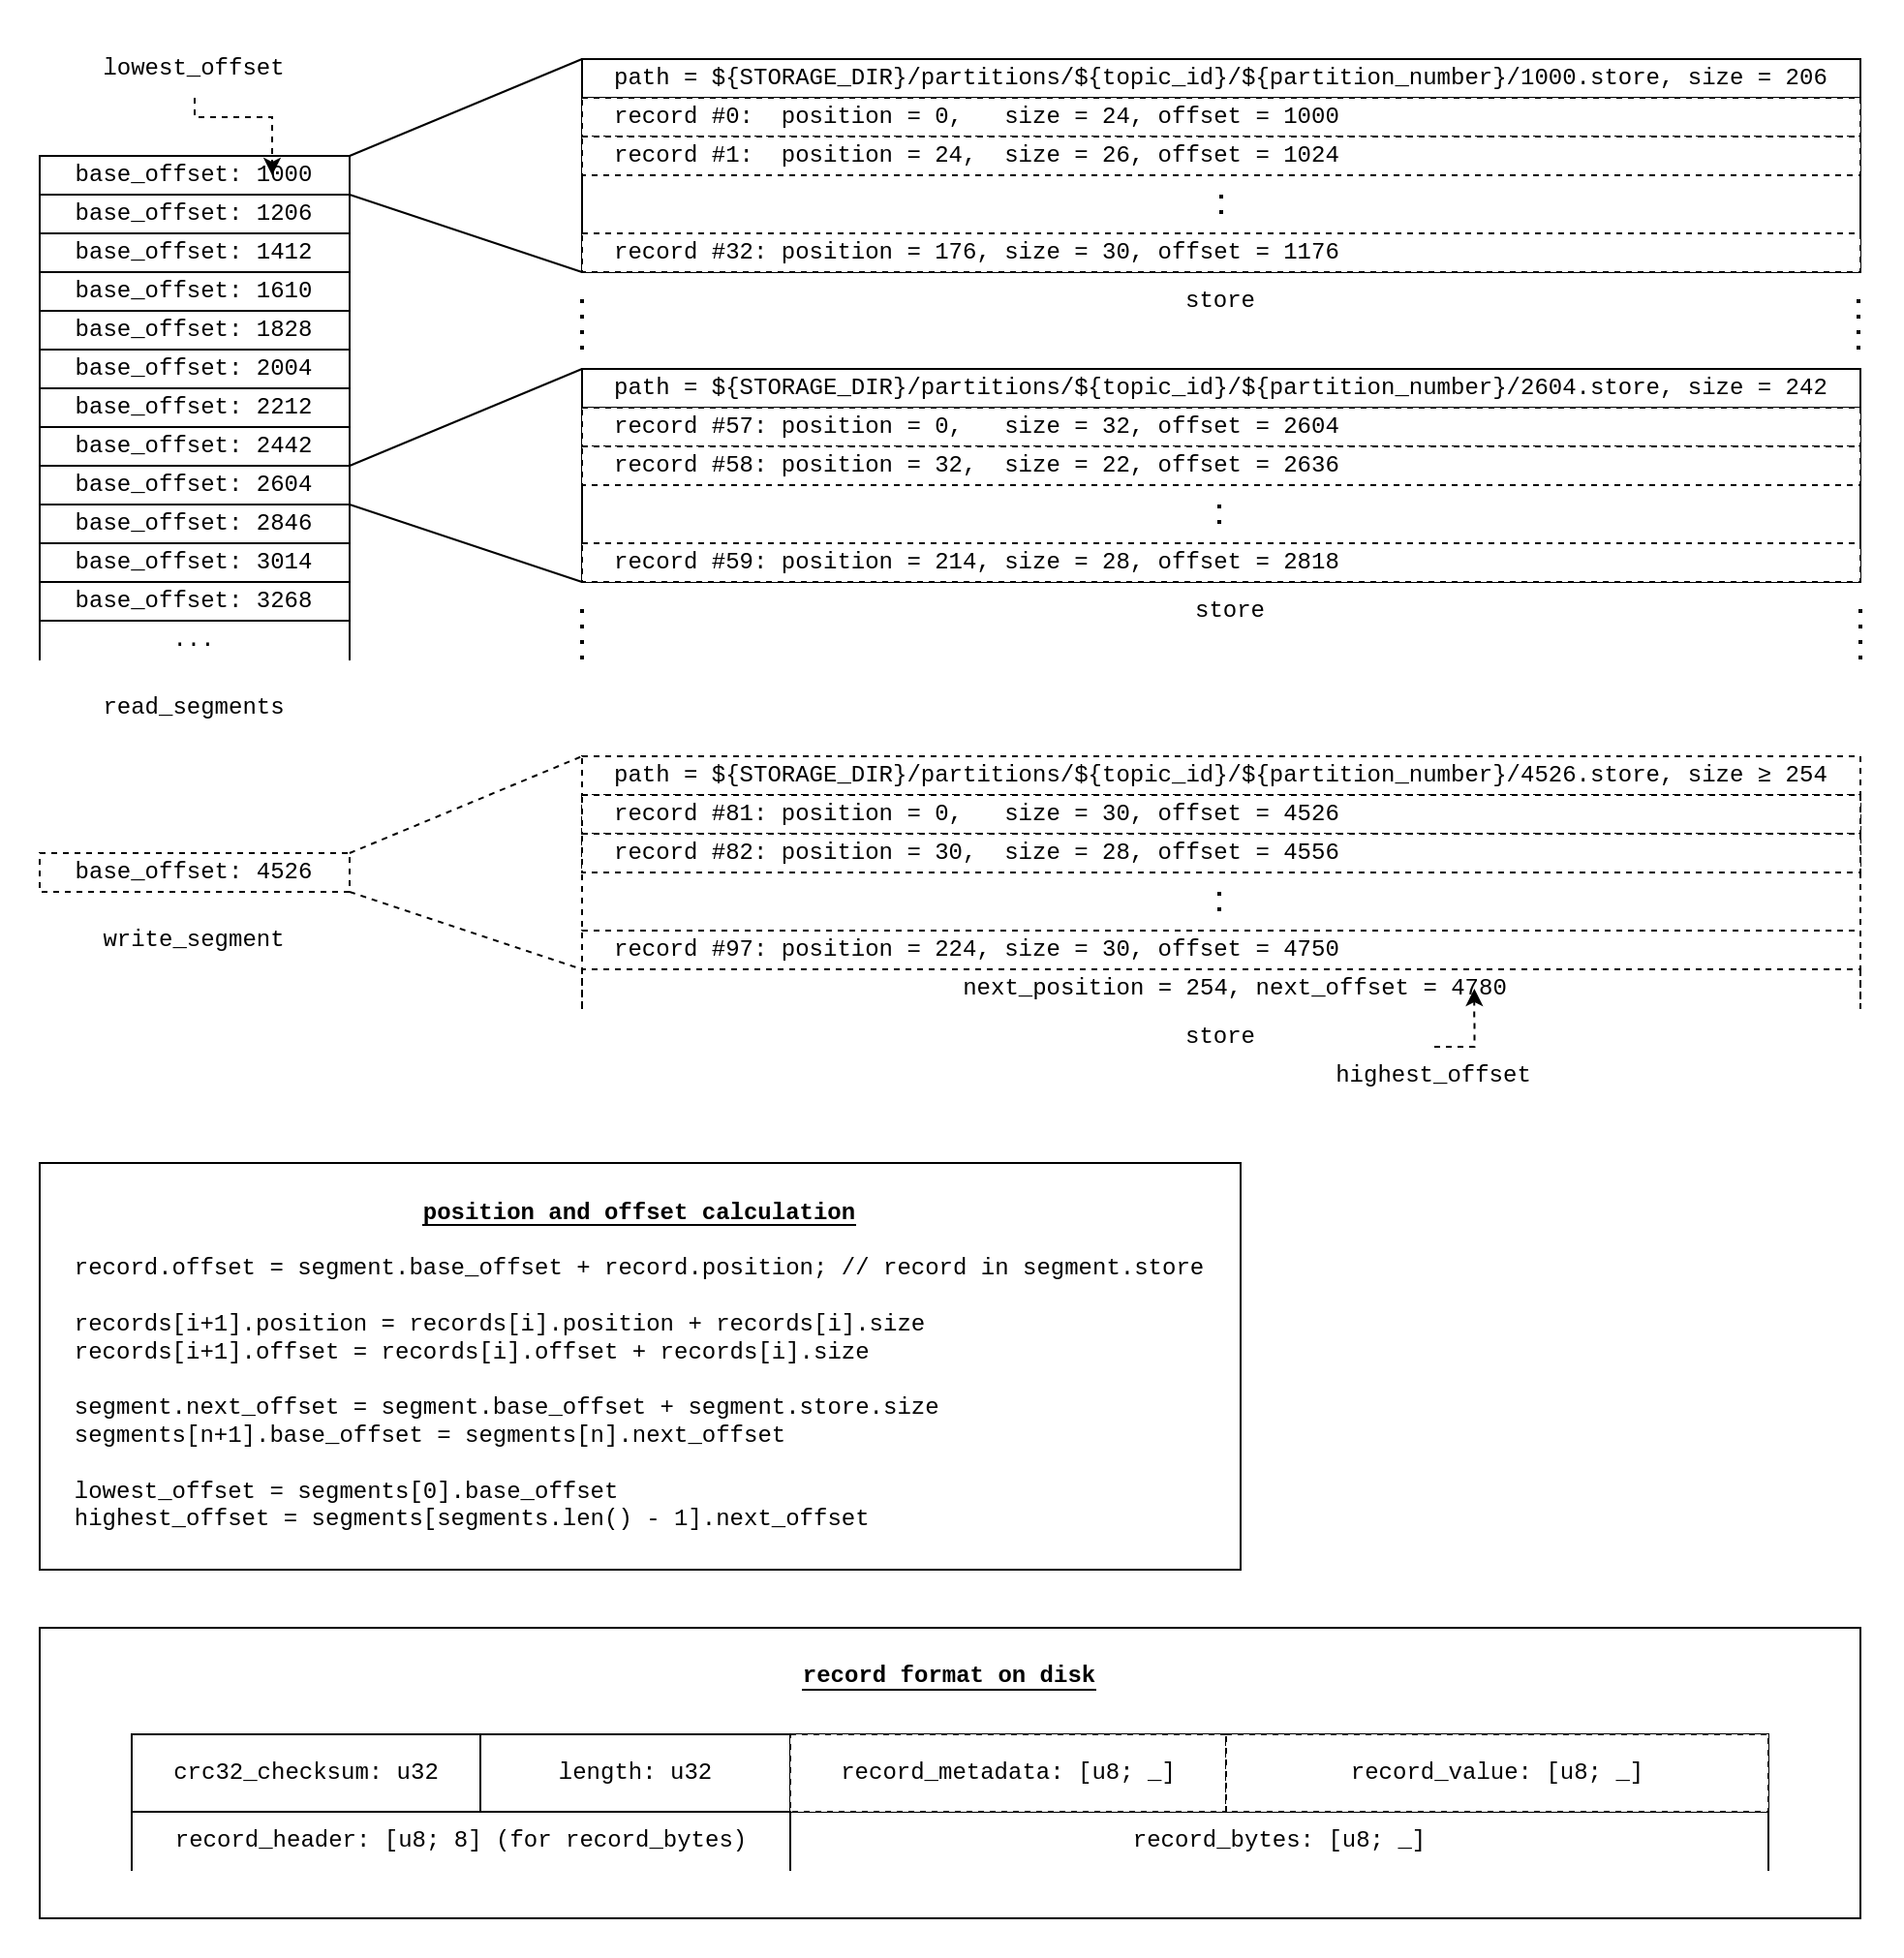 lowest_offset
base_offset: 1000
base_offset: 1206
base_offset: 1412
base_offset: 1610
base_offset: 1828
base_offset: 2004
base_offset: 2212
base_offset: 2442
base_offset: 2604
base_offset: 2846
base_offset: 3014
base_offset: 3268
...
read_segments
path = ${STORAGE_DIR}/partitions/${topic_id}/${partition_number}/1000.store, size = 206
record #0:  position = 0,   size = 24, offset = 1000
record #1:  position = 24,  size = 26, offset = 1024
record #32: position = 176, size = 30, offset = 1176
store
path = ${STORAGE_DIR}/partitions/${topic_id}/${partition_number}/2604.store, size = 242
record #57: position = 0,   size = 32, offset = 2604
record #58: position = 32,  size = 22, offset = 2636
record #59: position = 214, size = 28, offset = 2818
store
base_offset: 4526
write_segment
path = ${STORAGE_DIR}/partitions/${topic_id}/${partition_number}/4526.store, size ≥ 254
record #81: position = 0,   size = 30, offset = 4526
record #82: position = 30,  size = 28, offset = 4556
record #97: position = 224, size = 30, offset = 4750
next_position = 254, next_offset = 4780
store
highest_offset
position and offset calculation
record.offset = segment.base_offset + record.position; // record in segment.store
records[i+1].position = records[i].position + records[i].size
records[i+1].offset = records[i].offset + records[i].size
segment.next_offset = segment.base_offset + segment.store.size
segments[n+1].base_offset = segments[n].next_offset
lowest_offset = segments[0].base_offset
highest_offset = segments[segments.len() - 1].next_offset
record format on disk
crc32_checksum: u32
length: u32
record_metadata: [u8; _]
record_value: [u8; _]
record_header: [u8; 8] (for record_bytes)
record_bytes: [u8; _]